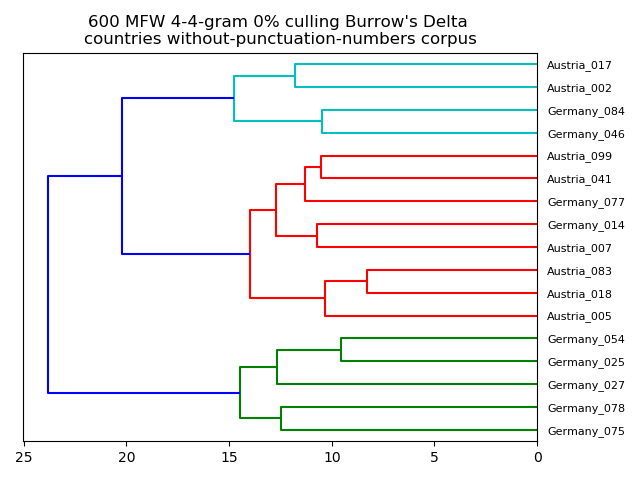 600 MFW 4-4-gram 0% culling Burrow's Delta
countries without-punctuation-numbers corpus
Austria_017
Austria_002
Germany_084
Germany_046
Austria_099
Austria_041
Germany_077
Germany_014
Austria_007
Austria_083
Austria_018
Austria_005
Germany_054
Germany_025
Germany_027
Germany_078
Germany_075
25 20 15 10 5 0